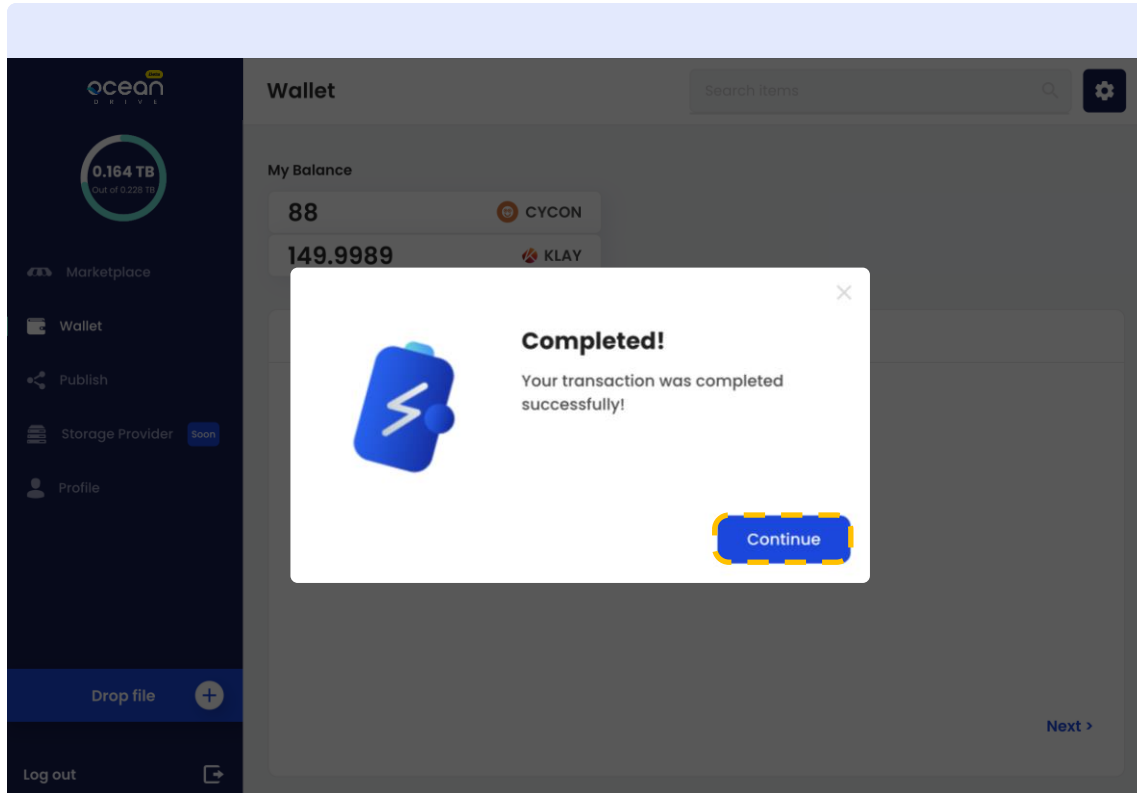 ocean
DRIVE
0.164 TB
Out of 0.228 TB
Marketplace
Wallet
Publish
Storage Provider Soon
Profile
Drop file
Log out
Wallet
Search items
My Balance
88 CYCON
149.9989 KLAY
Completed!
Your transaction was completed
successfully!
Continue
Next >